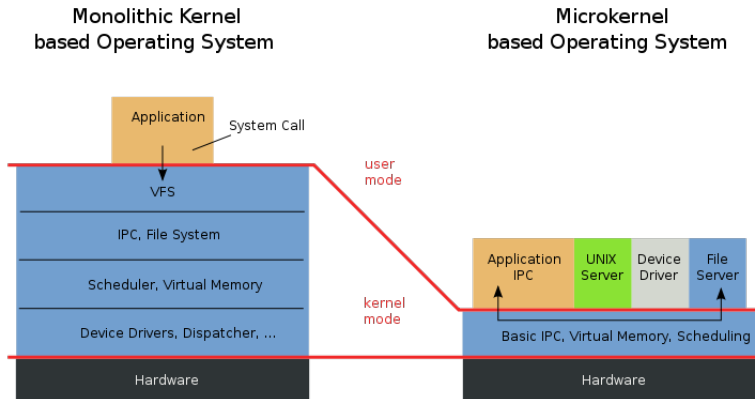 Monolithic Kernel
based Operating System
Microkernel
based Operating System
Application
System Call
user
mode
VFS
IPC, File System
Scheduler, Virtual Memory
kernel
mode
Device Drivers, Dispatcher, ...
Hardware
Application
IPC
UNIX
Server
Device
Driver
File
Server
Basic IPC, Virtual Memory, Scheduling
Hardware